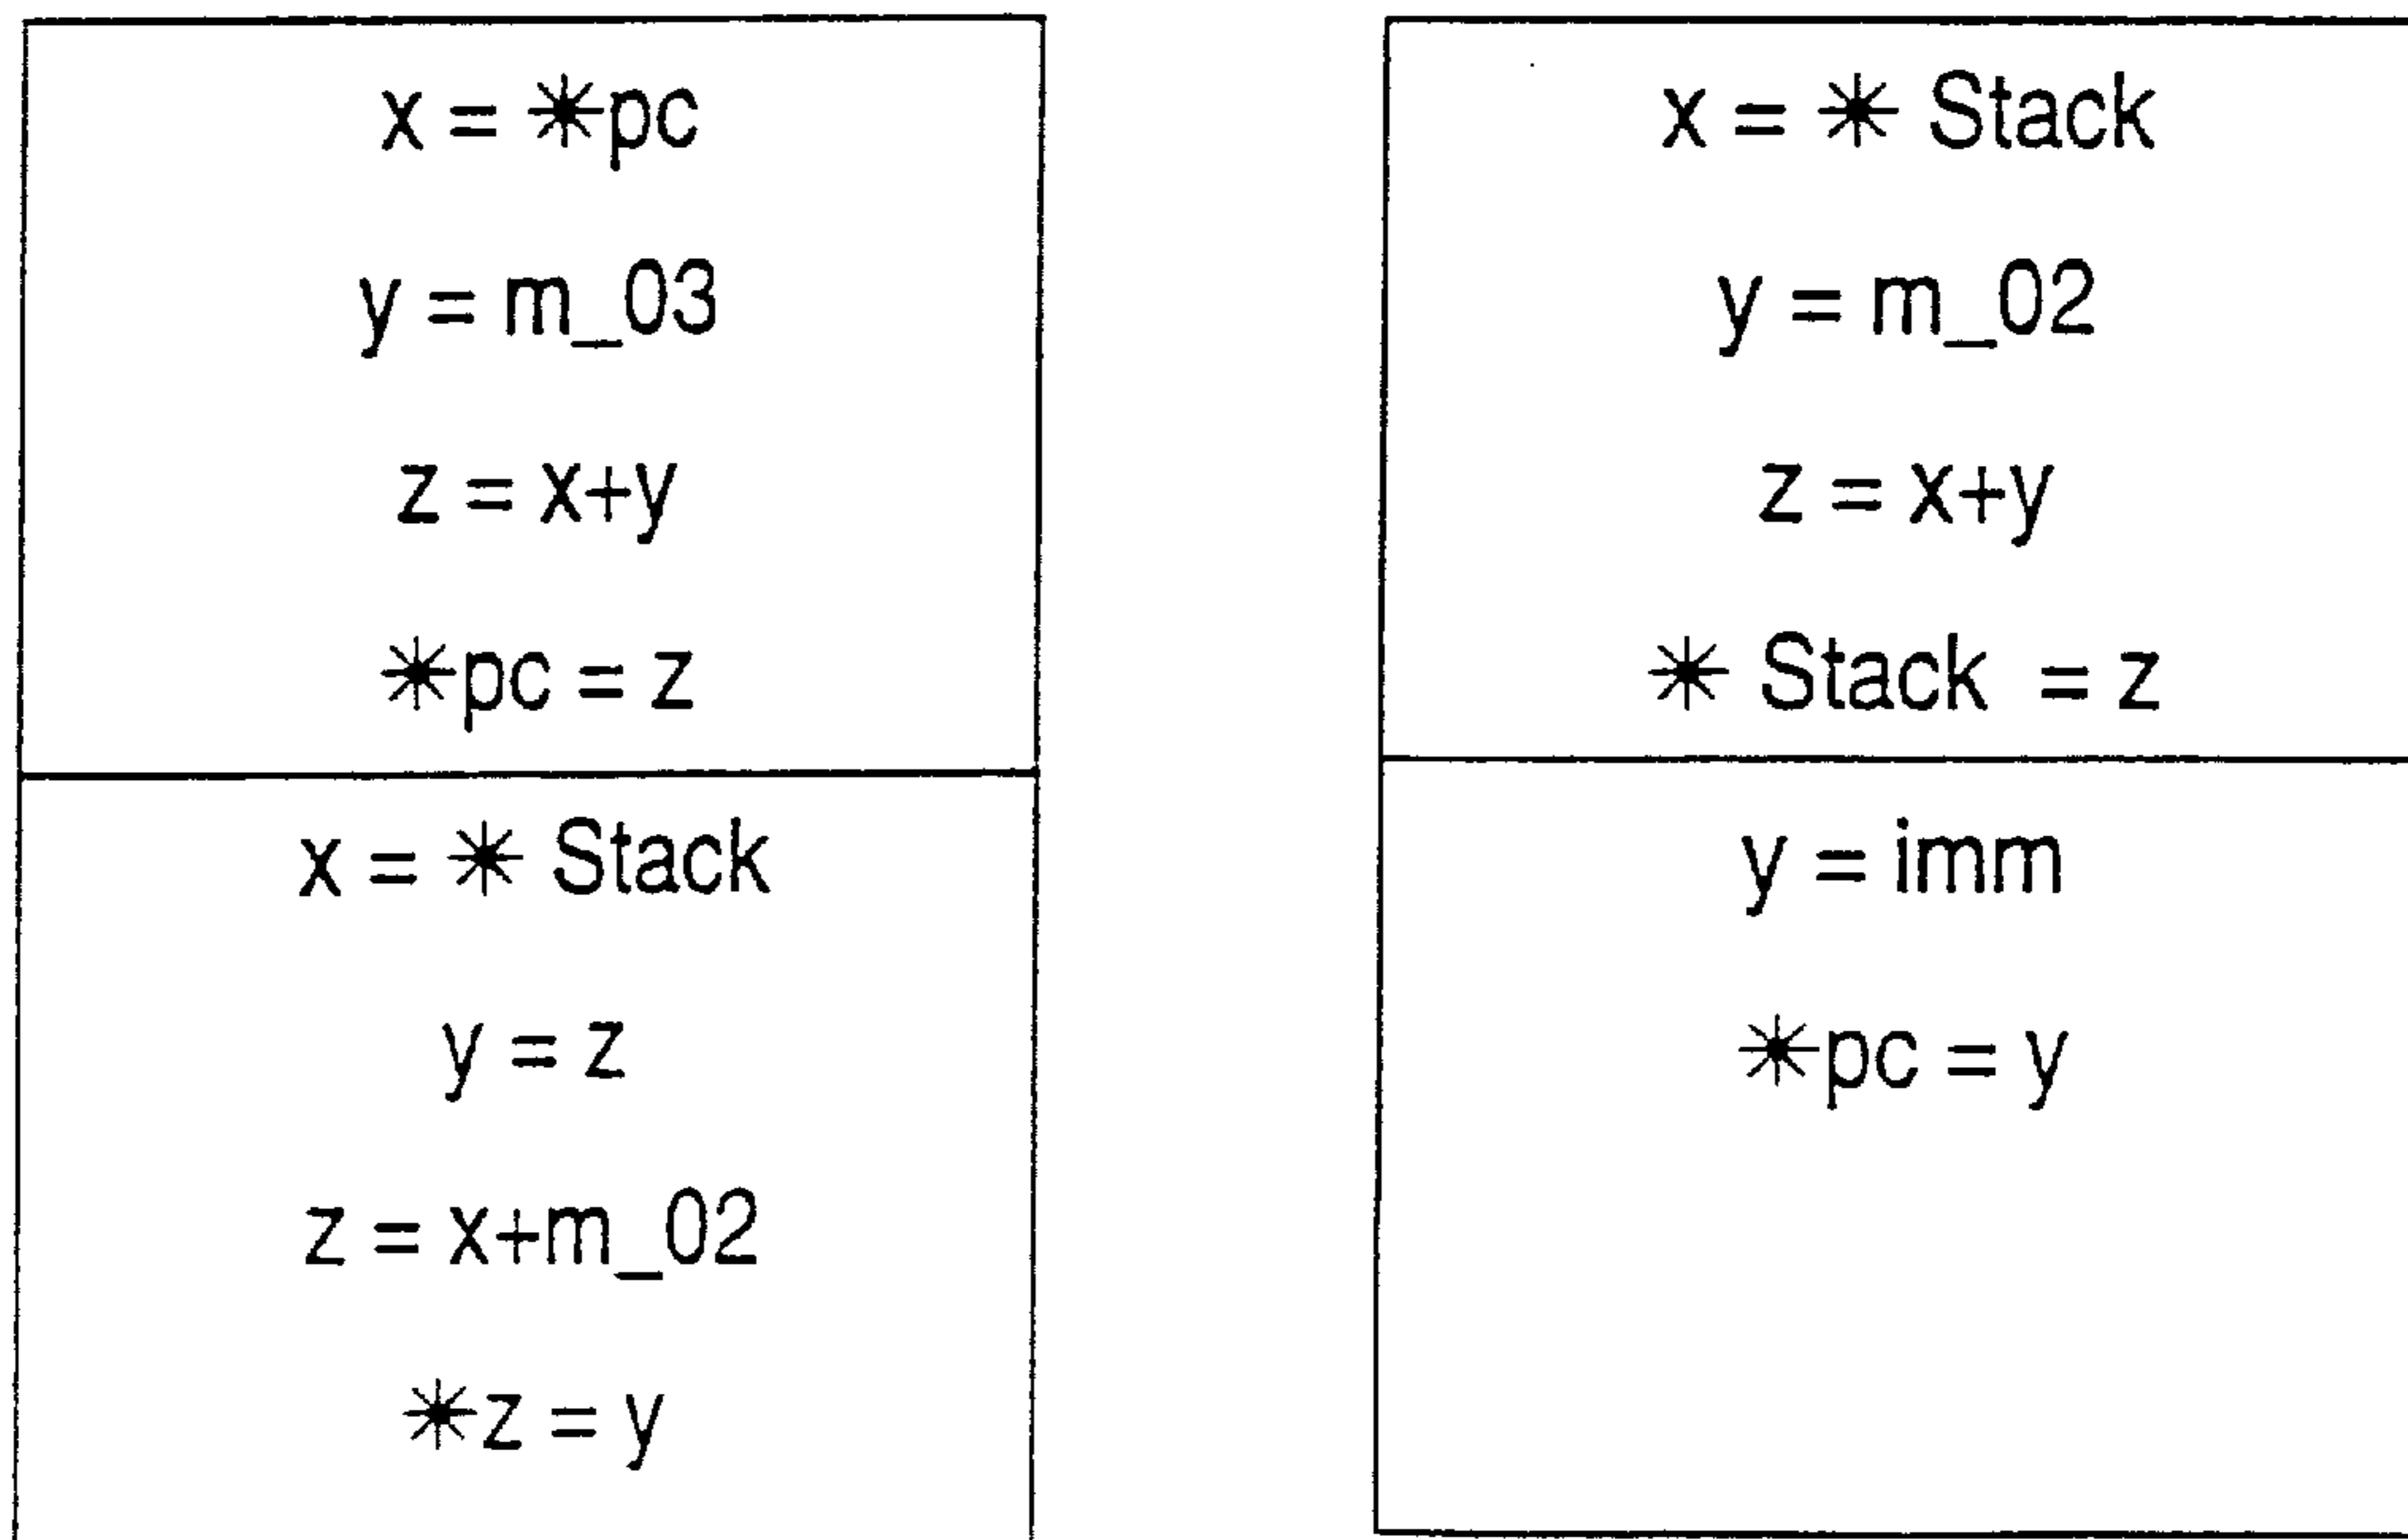 x = *pc
y = m_03
z = x+y
*pc = z
x = * Stack
y = z
z = x+m_02
*z = y
x = * Stack
y = m_02
z = x+y
* Stack = z
y = imm
*pc = y